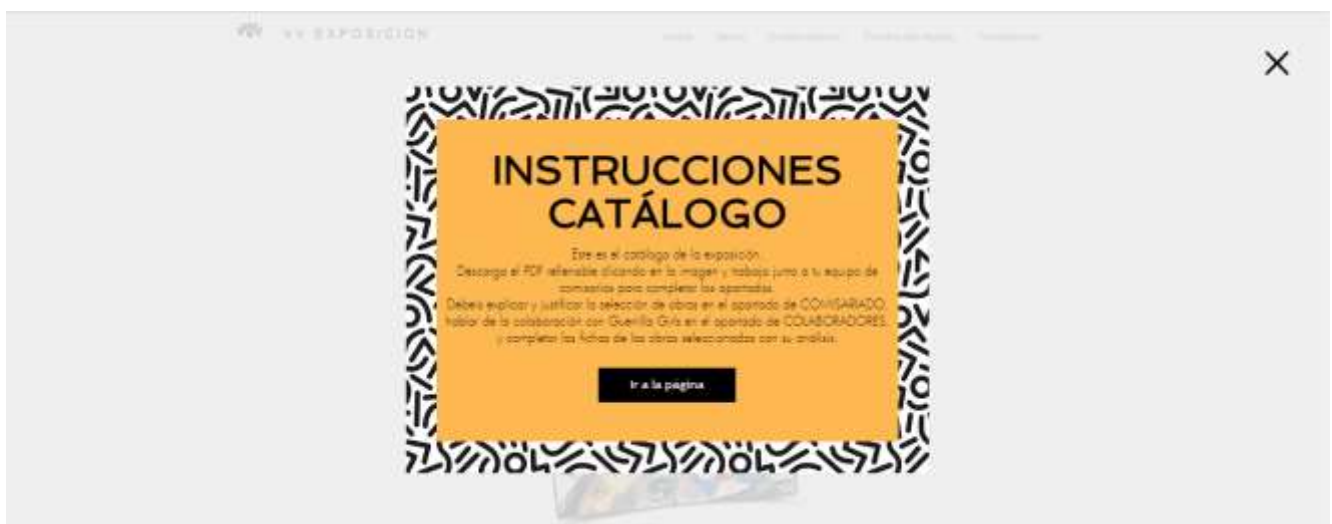 VV EXPOSICION
INSTRUCCIONES
CATÁLOGO
Este es el catálogo de la exposición.
Descarga el PDF rellenable clicando en la imagen y trabaja junto a tu equipo de
comisarios para completar los apartados.
Debeis explicar y justificar la selección de obras en el apartado de COMISARIADO,
hablar de la colaboración con Guerrilla Girls en el apartado de COLABORADORES,
y completar las fichas de las obras seleccionadas con su análisis.
Ir a la pagina